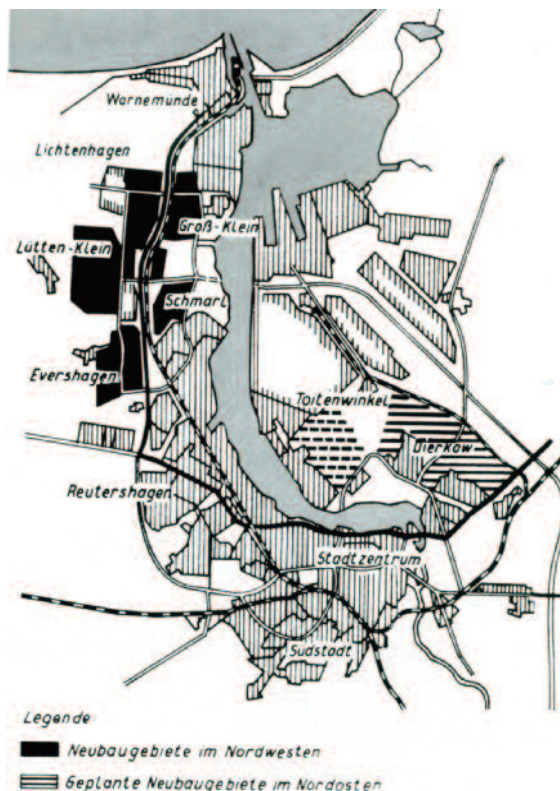 Warnemünde
Lichtenhagen
Groß-Klein
Lütten-Klein
Schmarl
Evershagen
Toitenwinkel
Dierkow
Reutershagen
Stadtzentrum
Südstadt
Legende
Neubaugebiete im Nordwesten
Geplante Neubaugebiete im Nordosten